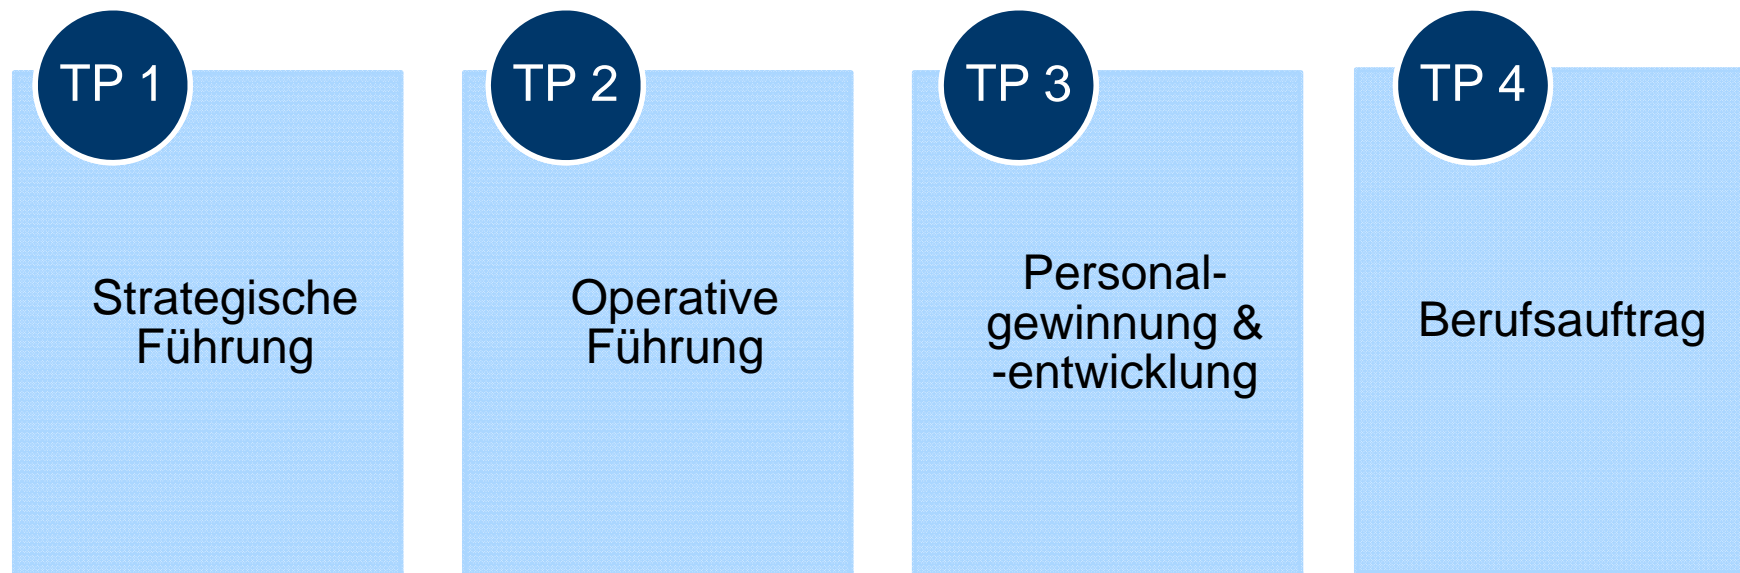 TP 1
Strategische
Führung
TP 2
Operative
Führung
TP 3
Personal-
gewinnung &
-entwicklung
TP 4
Berufsauftrag